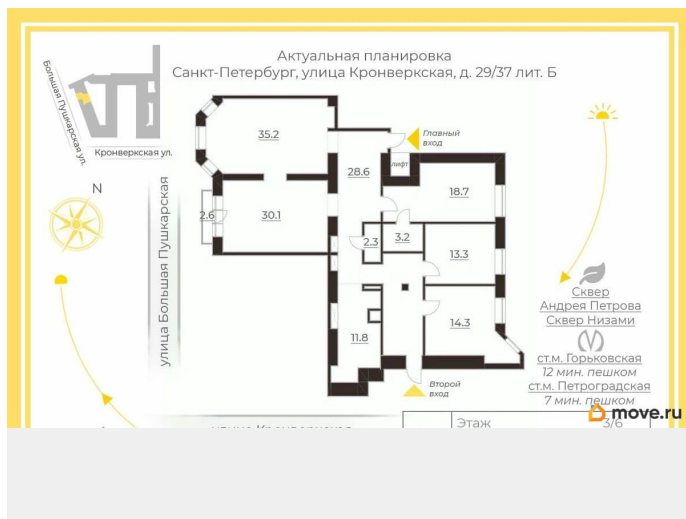 Актуальная планировка
Санкт-Петербург, улица Кронверкская, д. 29/37 лит. Б
Большая Пушкарская ул.
Кронверкская ул.
N
улица Большая Пушкарская
35.2
28.6
Главный
вход
лифт
18.7
2.6
30.1
2.3
3.2
13.3
14.3
11.8
Второй
вход
Сквер
Андрея Петрова
Сквер Низами
ст.м. Горьковская
12 мин. пешком
ст.м. Петроградская
7 мин. пешком
move.ru
улица Кронверкская
Этаж
3/6